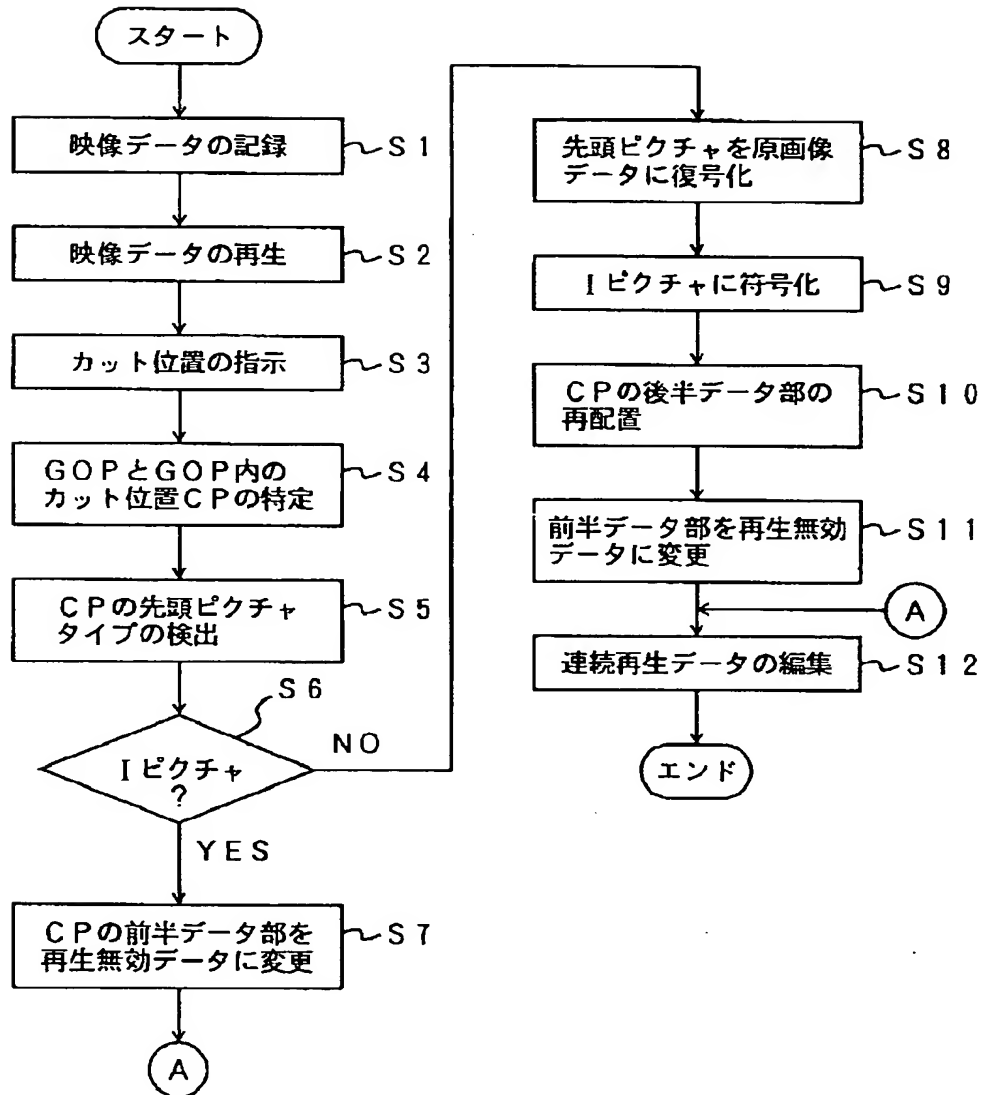 スタート
映像データの記録
S1
映像データの再生
S2
カット位置の指示
S3
GOPとGOP内の
カット位置CPの特定
S4
CPの先頭ピクチャ
タイプの検出
S5
S6
Iピクチャ
?
NO
YES
CPの前半データ部を
再生無効データに変更
S7
A
先頭ピクチャを原画像
データに復号化
S8
Iピクチャに符号化
S9
CPの後半データ部の
再配置
S10
前半データ部を再生無効
データに変更
S11
A
連続再生データの編集
S12
エンド